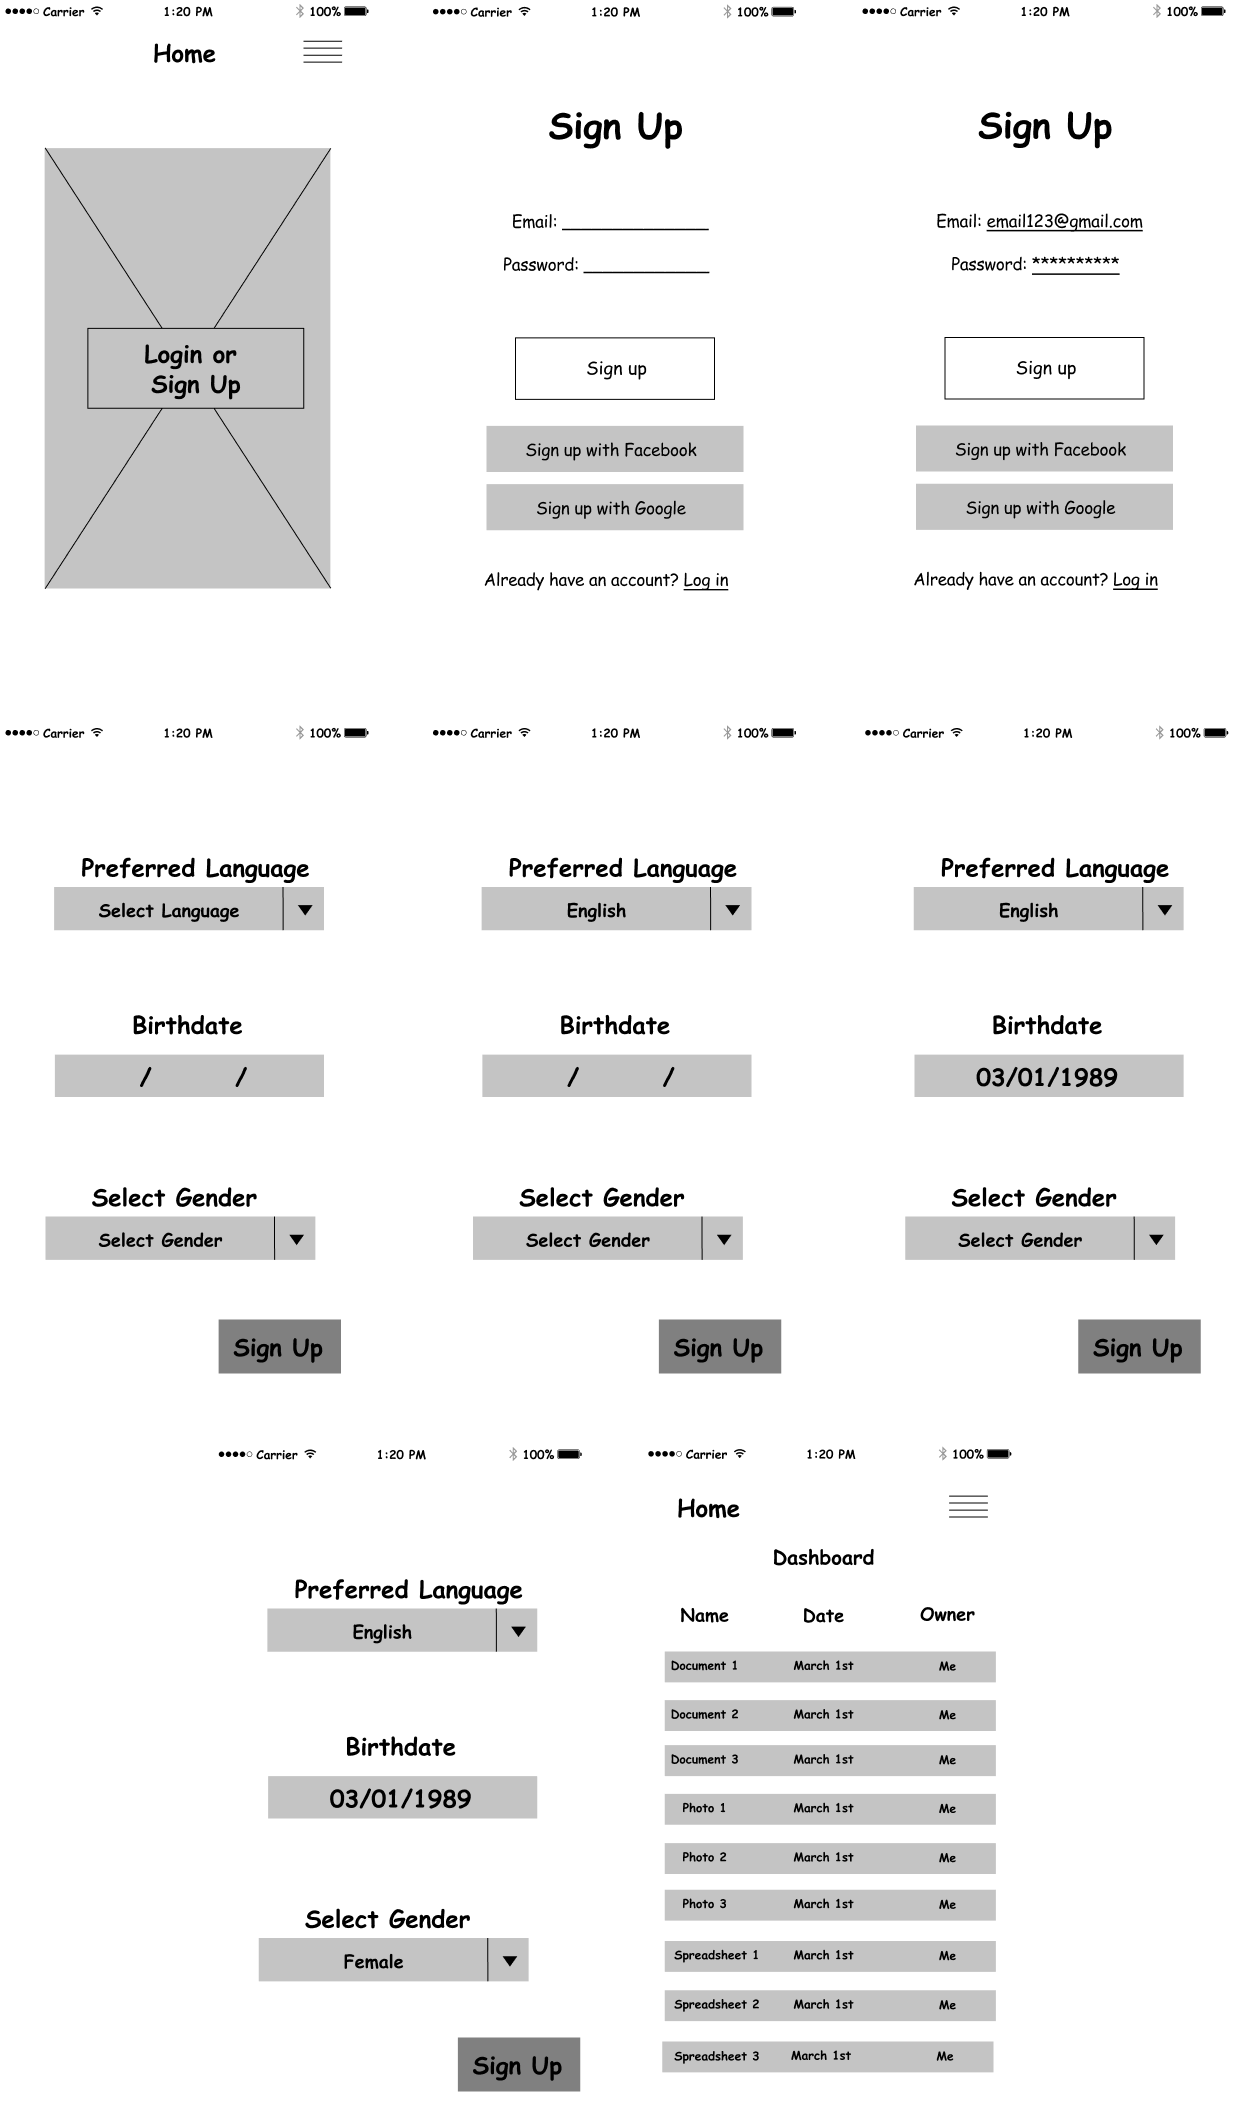 Carrier 1:20 PM 100%
Home
Login or
Sign Up
Carrier 1:20 PM 100%
Sign Up
Email: _______________
Password: _____________
Sign up
Sign up with Facebook
Sign up with Google
Already have an account? Log in
Carrier 1:20 PM 100%
Sign Up
Email: email123@gmail.com
Password: **********
Sign up
Sign up with Facebook
Sign up with Google
Already have an account? Log in
Carrier 1:20 PM 100%
Preferred Language
Select Language
Birthdate
/ /
Select Gender
Select Gender
Sign Up
Carrier 1:20 PM 100%
Preferred Language
English
Birthdate
/ /
Select Gender
Select Gender
Sign Up
Carrier 1:20 PM 100%
Preferred Language
English
Birthdate
03/01/1989
Select Gender
Select Gender
Sign Up
Carrier 1:20 PM 100%
Preferred Language
English
Birthdate
03/01/1989
Select Gender
Female
Sign Up
Carrier 1:20 PM 100%
Home
Dashboard
Name Date Owner
Document 1 March 1st Me
Document 2 March 1st Me
Document 3 March 1st Me
Photo 1 March 1st Me
Photo 2 March 1st Me
Photo 3 March 1st Me
Spreadsheet 1 March 1st Me
Spreadsheet 2 March 1st Me
Spreadsheet 3 March 1st Me